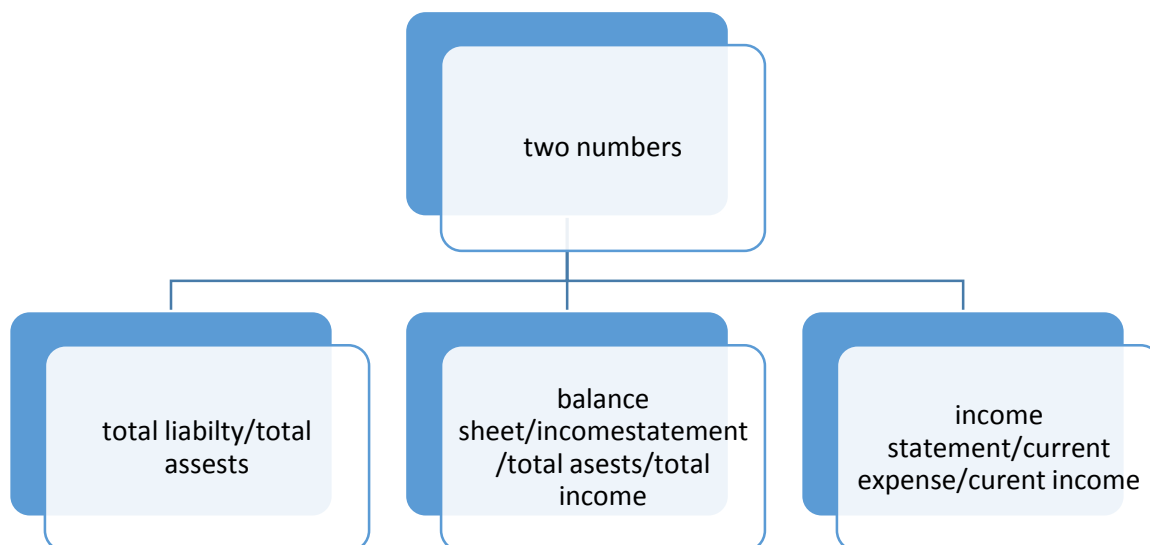 two numbers
total liabilty/total
assests
balance
sheet/incomestatement
/total asests/total
income
income
statement/current
expense/curent income